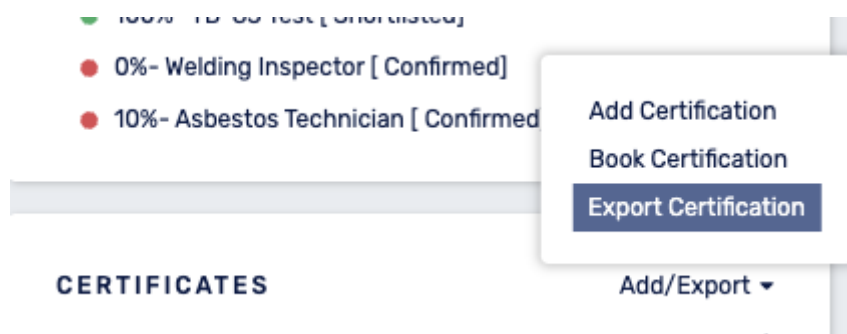 0%- Welding Inspector [ Confirmed]
10%- Asbestos Technician [ Confirmed
Add Certification
Book Certification
Export Certification
CERTIFICATES
Add/Export